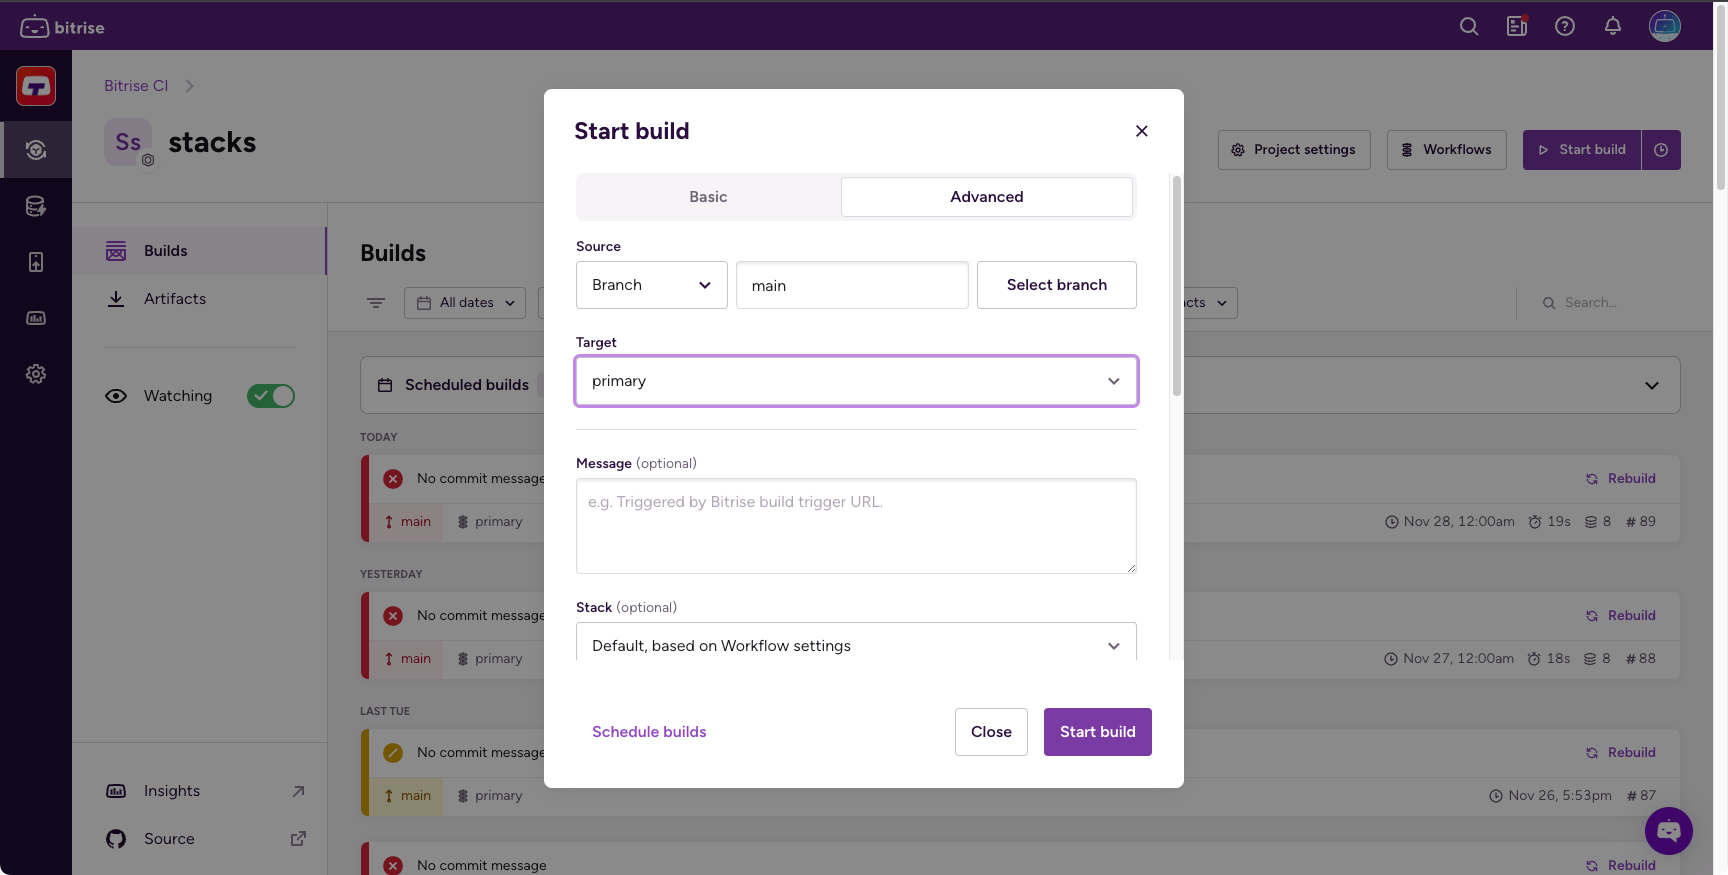 bitrise
Bitrise CI
Ss
stacks
Project settings
Workflows
Start build
Builds
Artifacts
Watching
Insights
Source
Builds
All dates
Search...
Scheduled builds
TODAY
No commit message
Rebuild
main
primary
Nov 28, 12:00am
19s
8
# 89
YESTERDAY
No commit message
Rebuild
main
primary
Nov 27, 12:00am
18s
8
# 88
LAST TUE
No commit message
Rebuild
main
primary
Nov 26, 5:53pm
# 87
No commit message
Rebuild
Start build
Basic
Advanced
Source
Branch
main
Select branch
Target
primary
Message (optional)
e.g. Triggered by Bitrise build trigger URL.
Stack (optional)
Default, based on Workflow settings
Schedule builds
Close
Start build